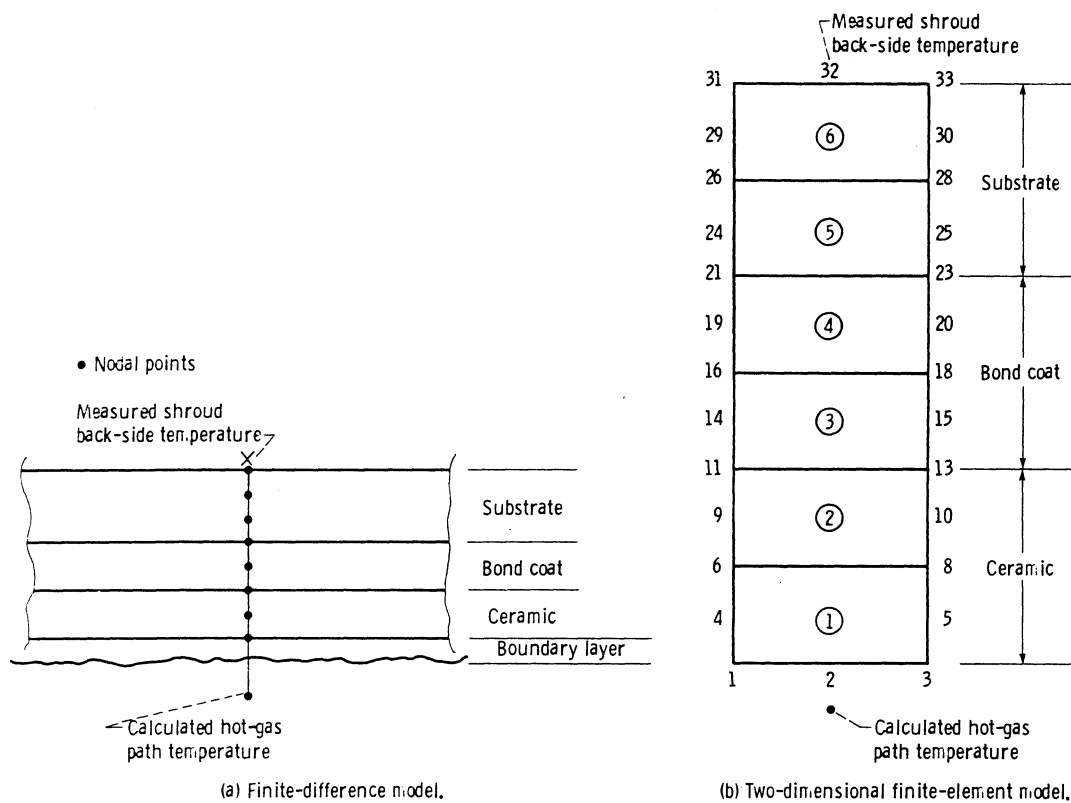 • Nodal points
Measured shroud
back-side temperature
Substrate
Bond coat
Ceramic
Boundary layer
Calculated hot-gas
path temperature
(a) Finite-difference model.
Measured shroud
back-side temperature
31 32 33
29 6 30
26 28
Substrate
24 5 25
21 23
19 4 20
16 18
Bond coat
14 3 15
11 13
9 2 10
6 8
Ceramic
4 1 5
1 2 3
Calculated hot-gas
path temperature
(b) Two-dimensional finite-element model.